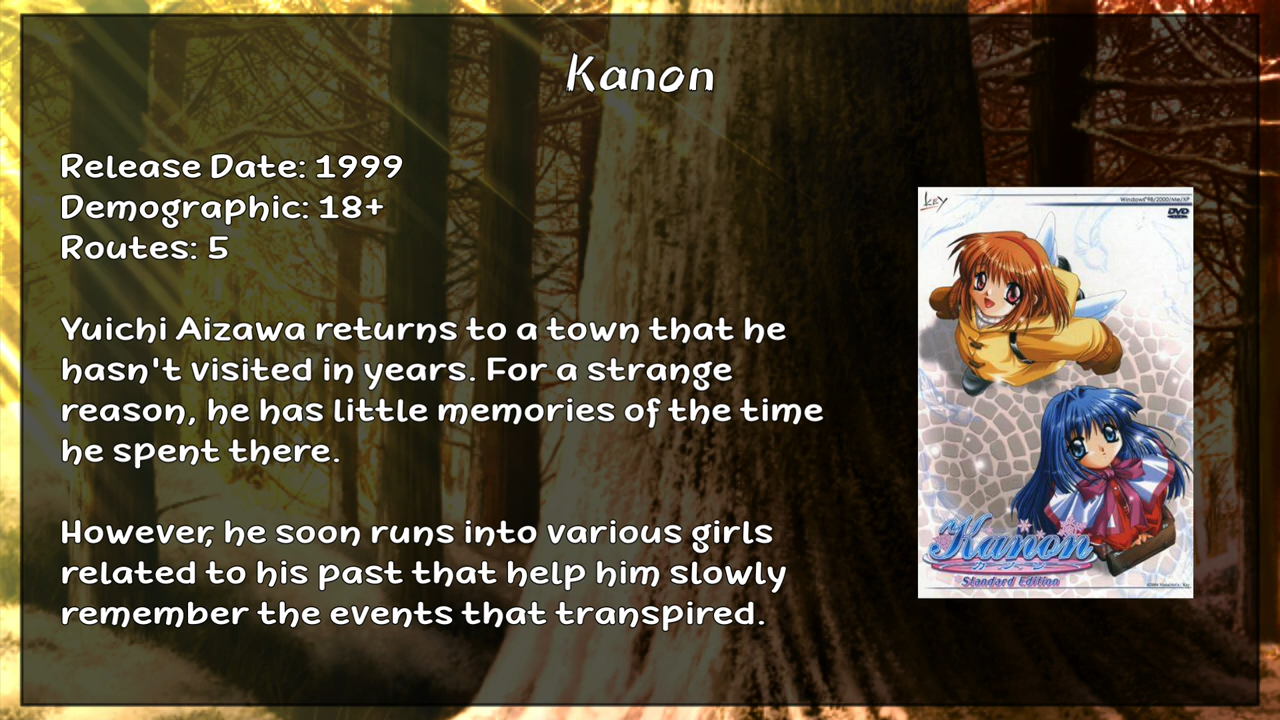 Kanon
Release Date: 1999
Demographic: 18+
Routes: 5
Yuichi Aizawa returns to a town that he
hasn't visited in years. For a strange
reason, he has little memories of the time
he spent there.
However, he soon runs into various girls
related to his past that help him slowly
remember the events that transpired.
Key
Windows®98/2000/Me/XP
DVD
Kanon
カノン
Standard Edition